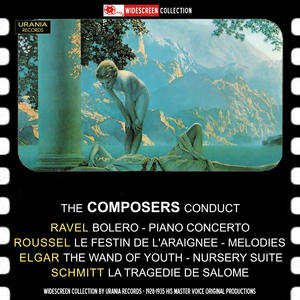 WIDESCREEN COLLECTION
URANIA
RECORDS
THE COMPOSERS CONDUCT
RAVEL BOLERO - PIANO CONCERTO
ROUSSEL LE FESTIN DE L'ARAIGNEE - MELODIES
ELGAR THE WAND OF YOUTH - NURSERY SUITE
SCHMITT LA TRAGEDIE DE SALOME
WIDESCREEN COLLECTION BY URANIA RECORDS • 1928-1935 HIS MASTER VOICE ORIGINAL PRODUCTIONS